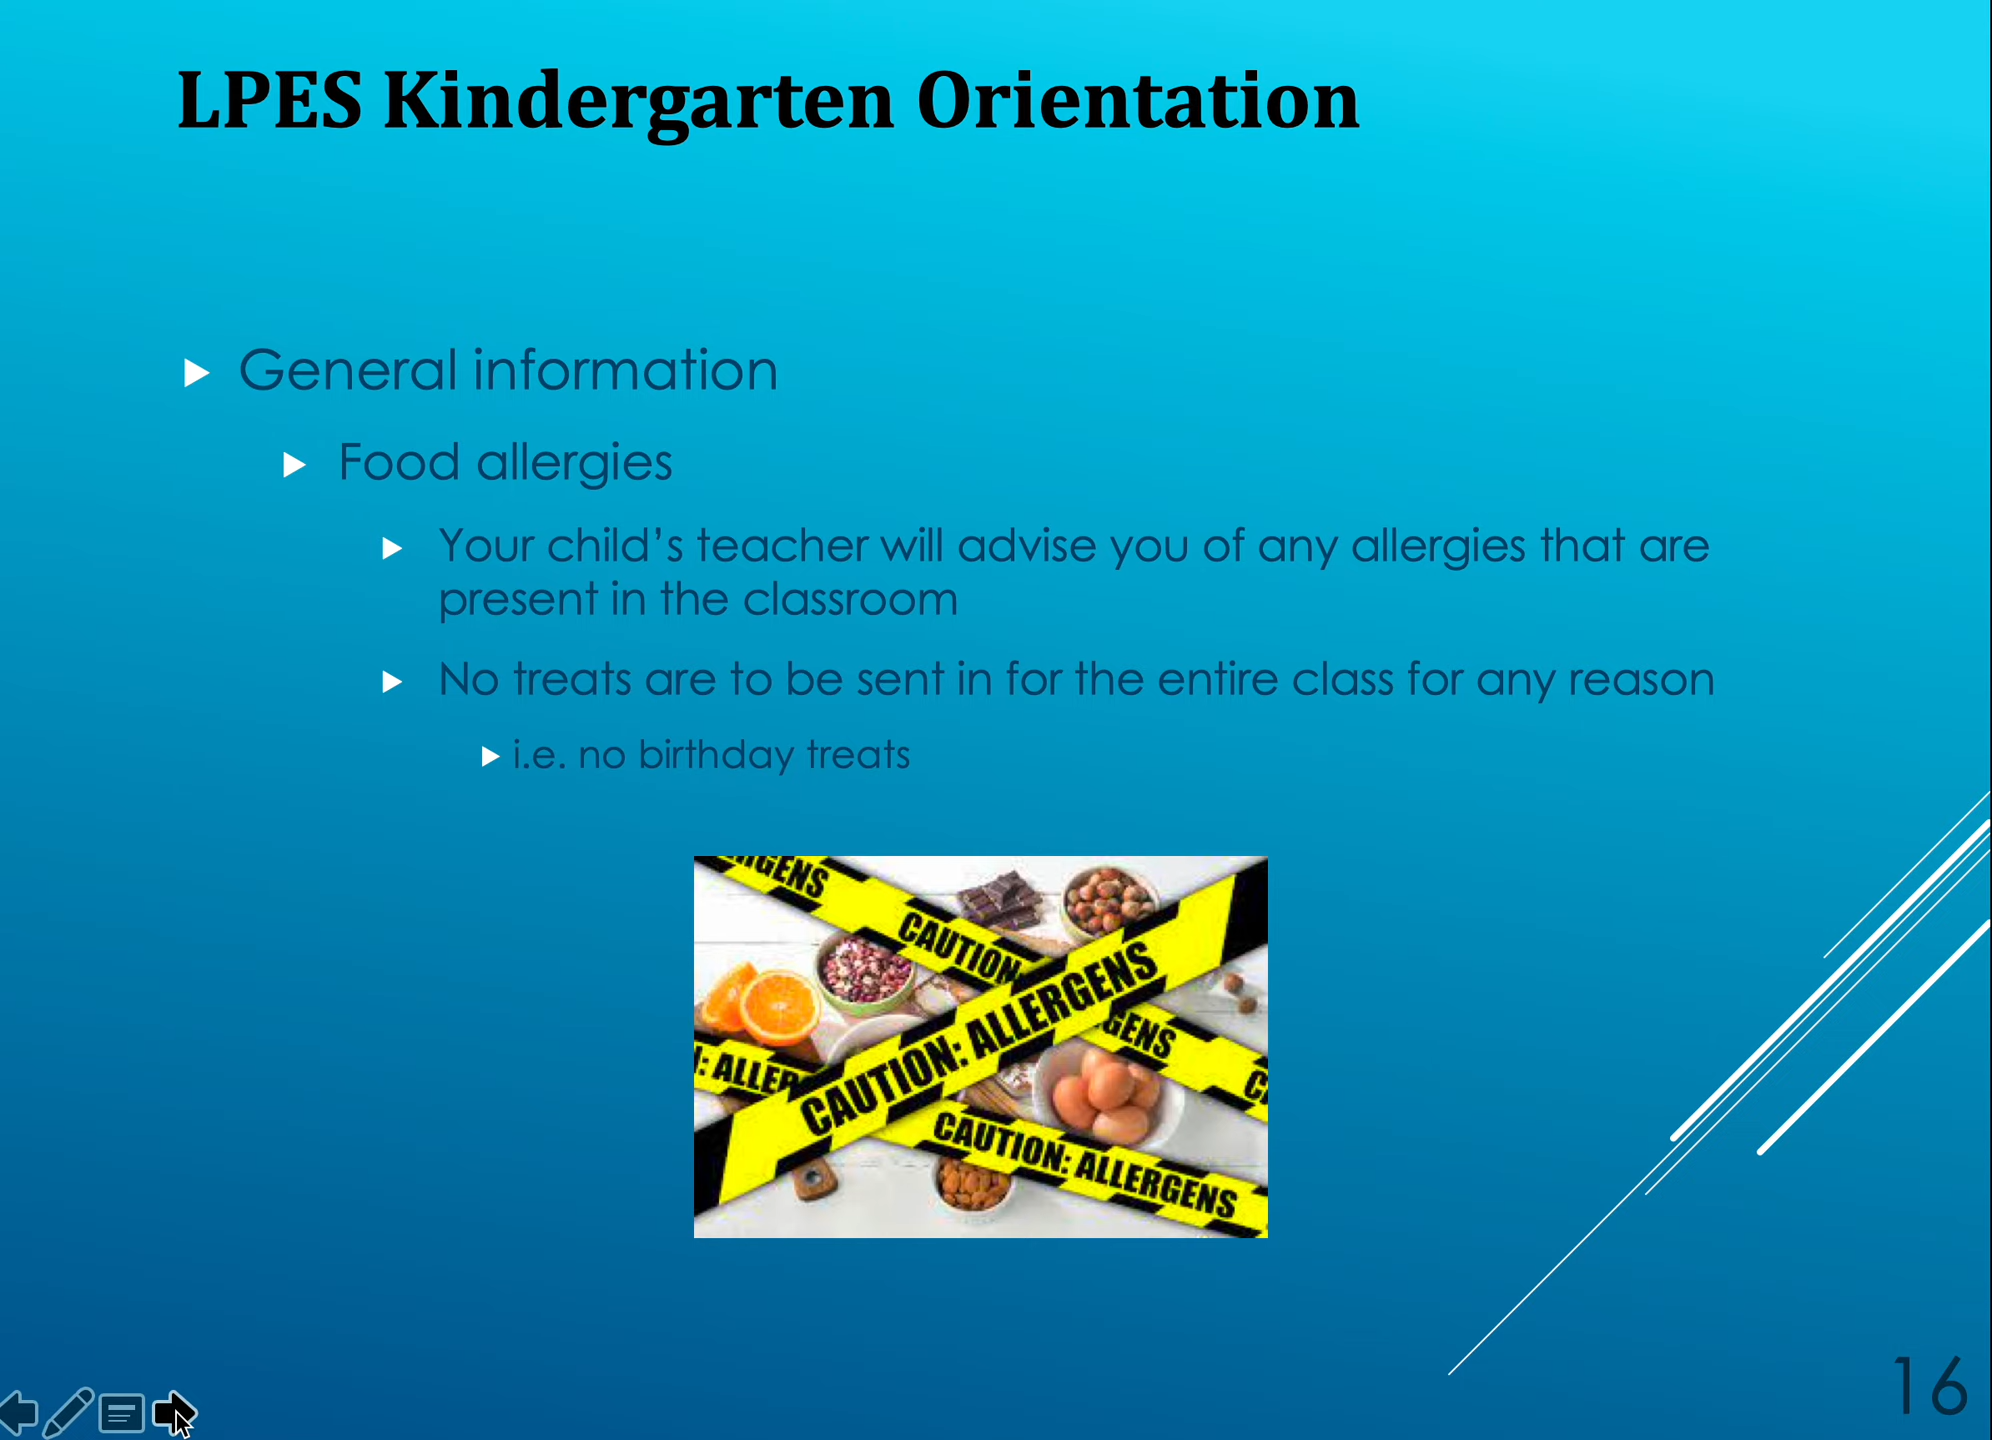 LPES Kindergarten Orientation
General information
Food allergies
Your child's teacher will advise you of any allergies that are
present in the classroom
No treats are to be sent in for the entire class for any reason
i.e. no birthday treats
RGENS
CAUTION
CAUTION: ALLERGENS
GENS
: ALLER
CAUTION: ALLERGENS
16